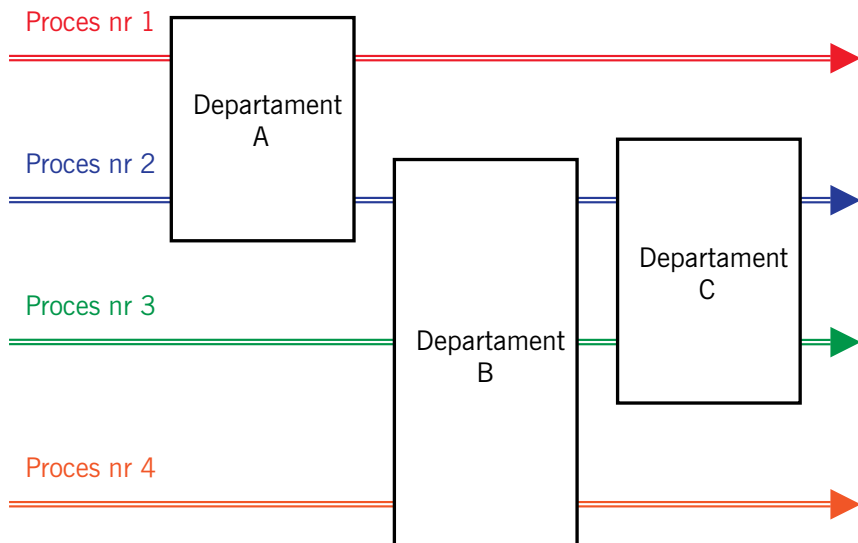 Proces nr 1
Departament
A
Proces nr 2
Departament
C
Proces nr 3
Departament
B
Proces nr 4